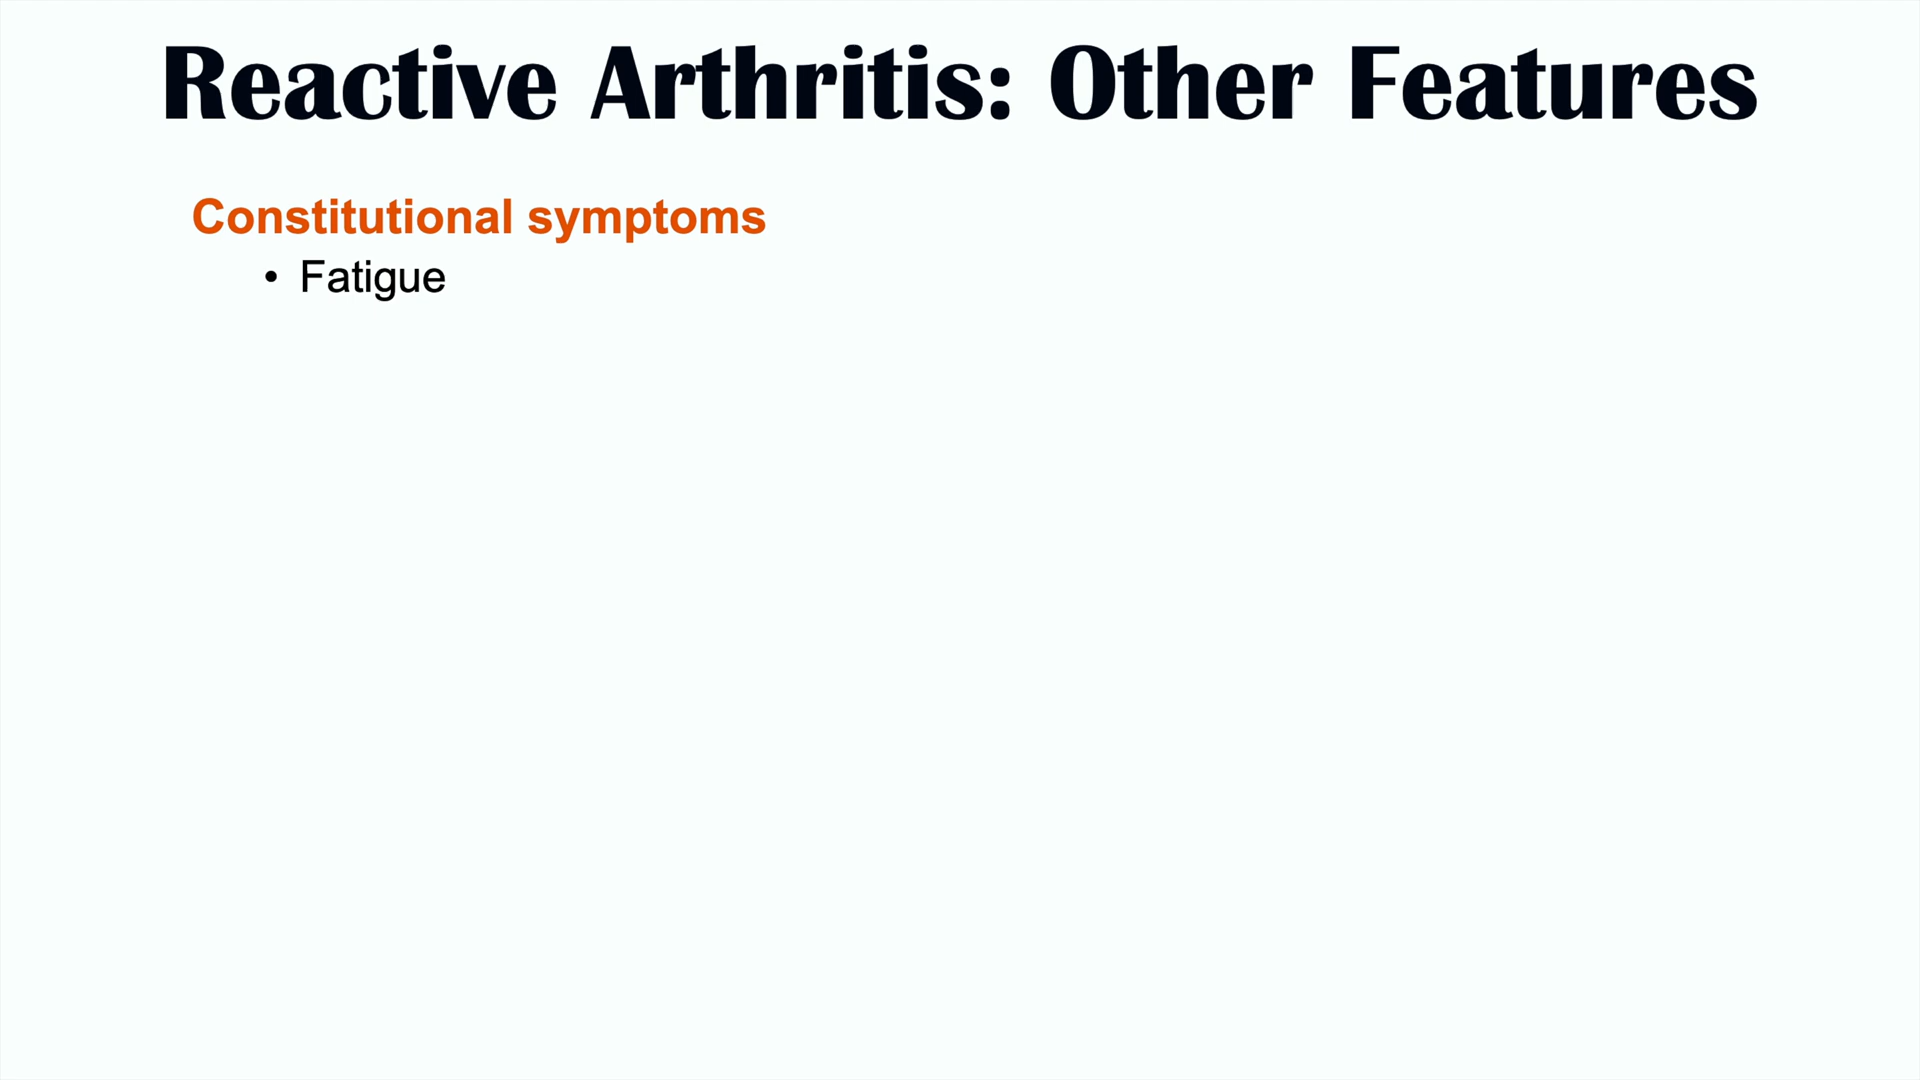 Reactive Arthritis: Other Features
Constitutional symptoms
• Fatigue